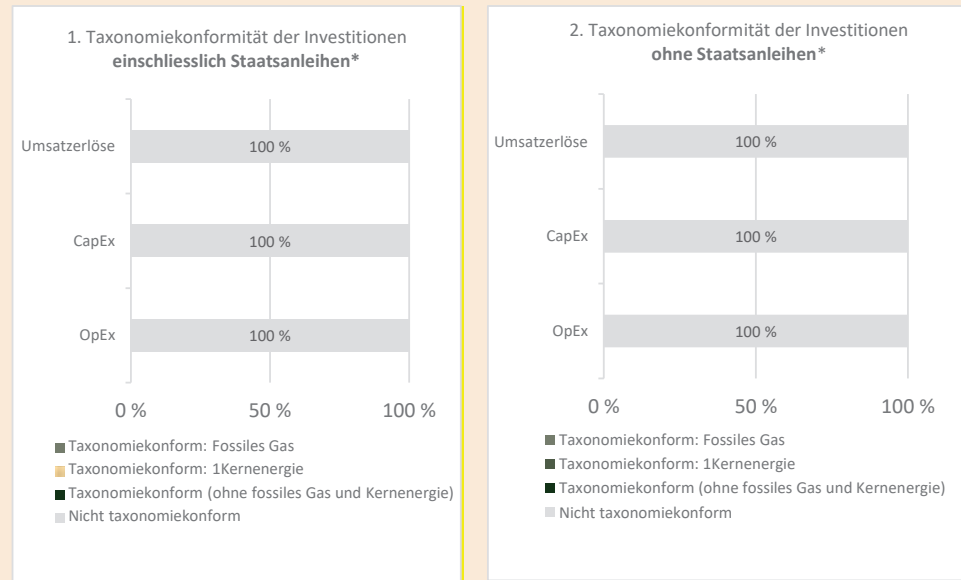 1. Taxonomiekonformität der Investitionen
einschliesslich Staatsanleihen*
Umsatzerlöse
100 %
CapEx
100 %
OpEx
100 %
0 %
50 %
100 %
Taxonomiekonform: Fossiles Gas
Taxonomiekonform: 1Kernenergie
Taxonomiekonform (ohne fossiles Gas und Kernenergie)
Nicht taxonomiekonform
2. Taxonomiekonformität der Investitionen
ohne Staatsanleihen*
Umsatzerlöse
100 %
CapEx
100 %
OpEx
100 %
0 %
50 %
100 %
Taxonomiekonform: Fossiles Gas
Taxonomiekonform: 1Kernenergie
Taxonomiekonform (ohne fossiles Gas und Kernenergie)
Nicht taxonomiekonform